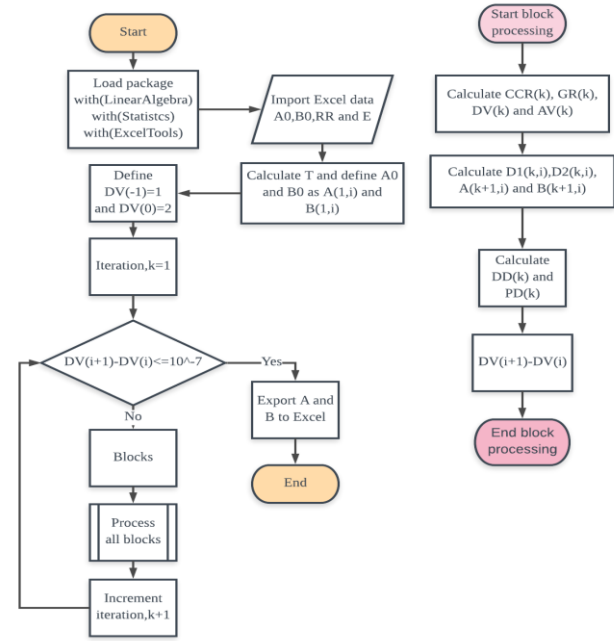 Start
Load package
with(LinearAlgebra)
with(Statistcs)
with(ExcelTools)
Import Excel data
A0,B0,RR and E
Calculate T and define A0
and B0 as A(1,i) and
B(1,i)
Define
DV(-1)=1
and DV(0)=2
Iteration,k=1
DV(i+1)-DV(i)<=10^-7
Yes
No
Export A and
B to Excel
End
Blocks
Process
all blocks
Increment
iteration,k+1
Start block
processing
Calculate CCR(k), GR(k),
DV(k) and AV(k)
Calculate D1(k,i),D2(k,i),
A(k+1,i) and B(k+1,i)
Calculate
DD(k) and
PD(k)
DV(i+1)-DV(i)
End block
processing